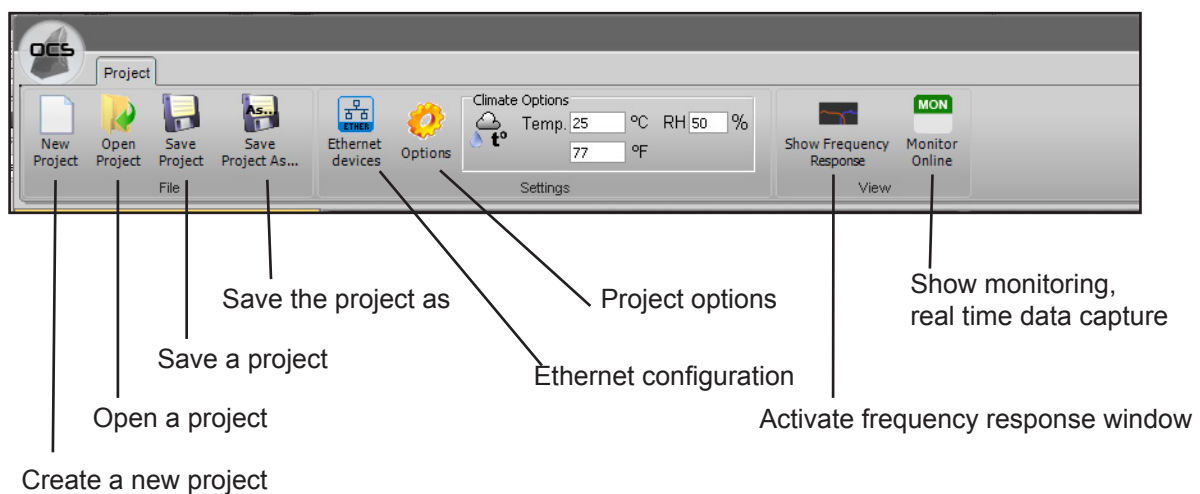 OCS
Project
New
Project
Open
Project
Save
Project
As...
Save
Project As...
File
ETHER
Ethernet
devices
Options
Climate Options
t°
Temp. 25 ºC RH 50 %
77 ºF
Settings
Show Frequency
Response
MON
Monitor
Online
View
Save the project as
Project options
Show monitoring,
real time data capture
Save a project
Ethernet configuration
Open a project
Activate frequency response window
Create a new project